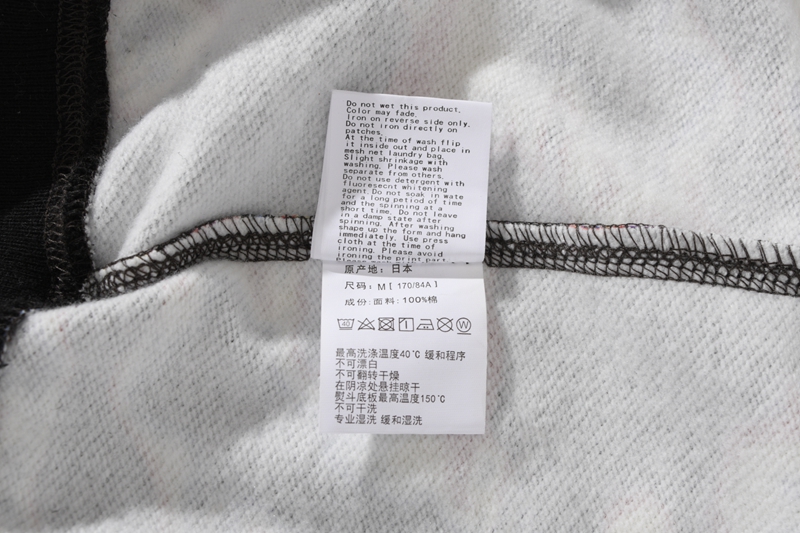 Do not wet this product.
Color may fade.
Iron on reverse side only.
Do not iron directly on
patches.
At the time of wash flip
it inside out and place in
mesh net laundry bag.
Slight shrinkage with
washing. Please wash
separate from others.
Do not use detergent with
fluoresecnt whitening
agent. Do not soak in wate
for a long petiod of time
and the spinning at a
short time. Do not leave
in a damp state after
spinning. After washing
shape up the form and hang
immediately. Use press
cloth at the time of
ironing. Please avoid
ironing the print part.
原产地: 日本
尺码: M[ 170/84A]
成份: 面料: 100%棉
40
W
最高洗涤温度40℃ 缓和程序
不可漂白
不可翻转干燥
在阴凉处悬挂晾干
熨斗底板最高温度150℃
不可干洗
专业湿洗 缓和湿洗